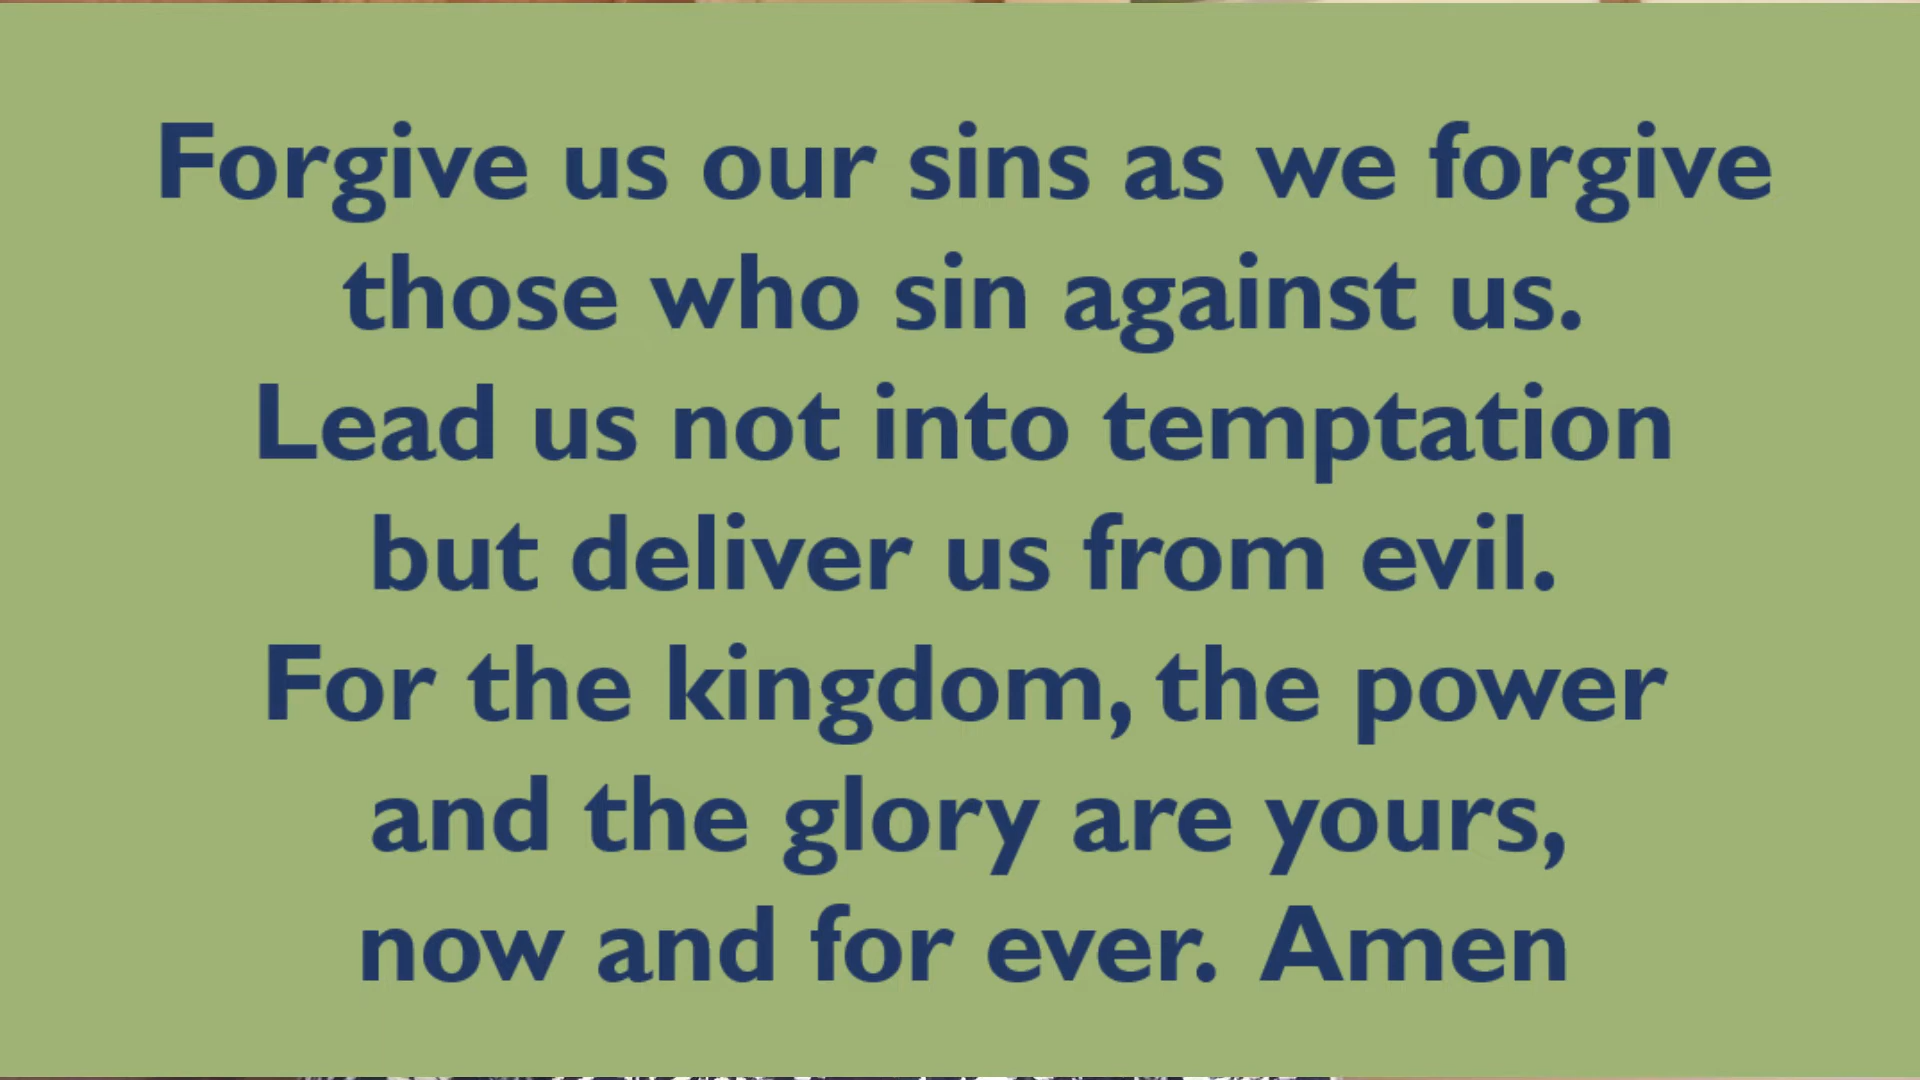 Forgive us our sins as we forgive
those who sin against us.
Lead us not into temptation
but deliver us from evil.
For the kingdom, the power
and the glory are yours,
now and for ever. Amen